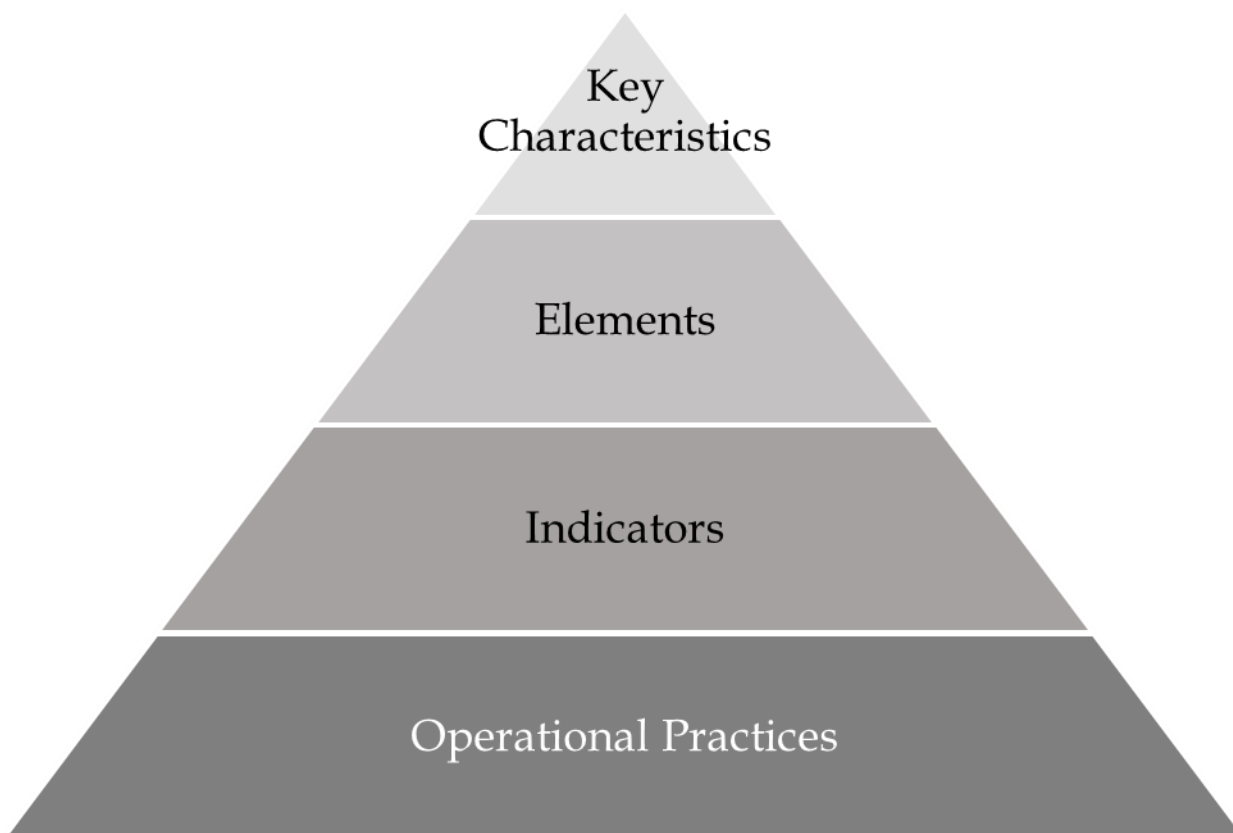 Key
Characteristics
Elements
Indicators
Operational Practices